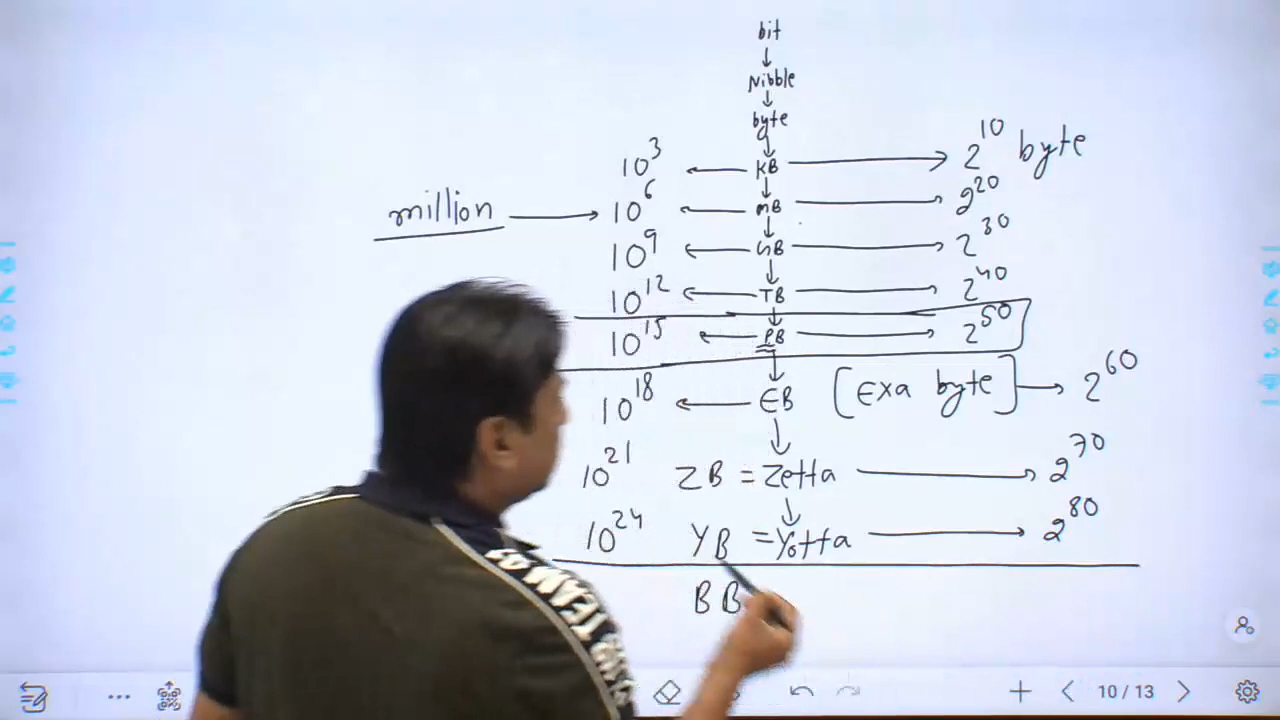 bit
Nibble
byte
10^3 ← KB → 2^10 byte
million → 10^6 ← MB → 2^20
10^9 ← GB → 2^30
10^12 ← TB → 2^40
10^15 ← PB → 2^50
10^18 ← EB [Exa byte] → 2^60
10^21 ZB = Zetta → 2^70
10^24 YB = Yotta → 2^80
BB
TEAM
10 / 13